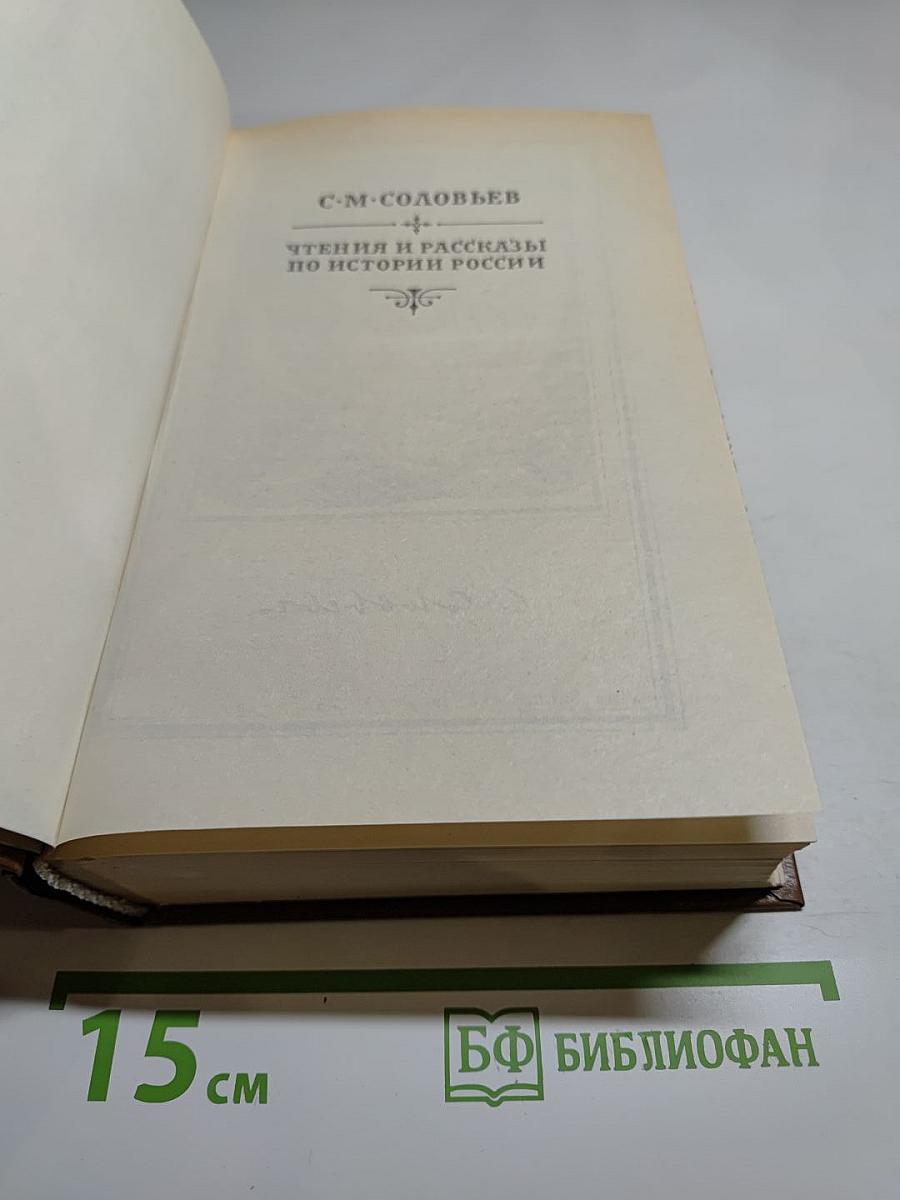 С·М·СОЛОВЬЕВ
ЧТЕНИЯ И РАССКАЗЫ
ПО ИСТОРИИ РОССИИ
15 см
БФ БИБЛИОФАН